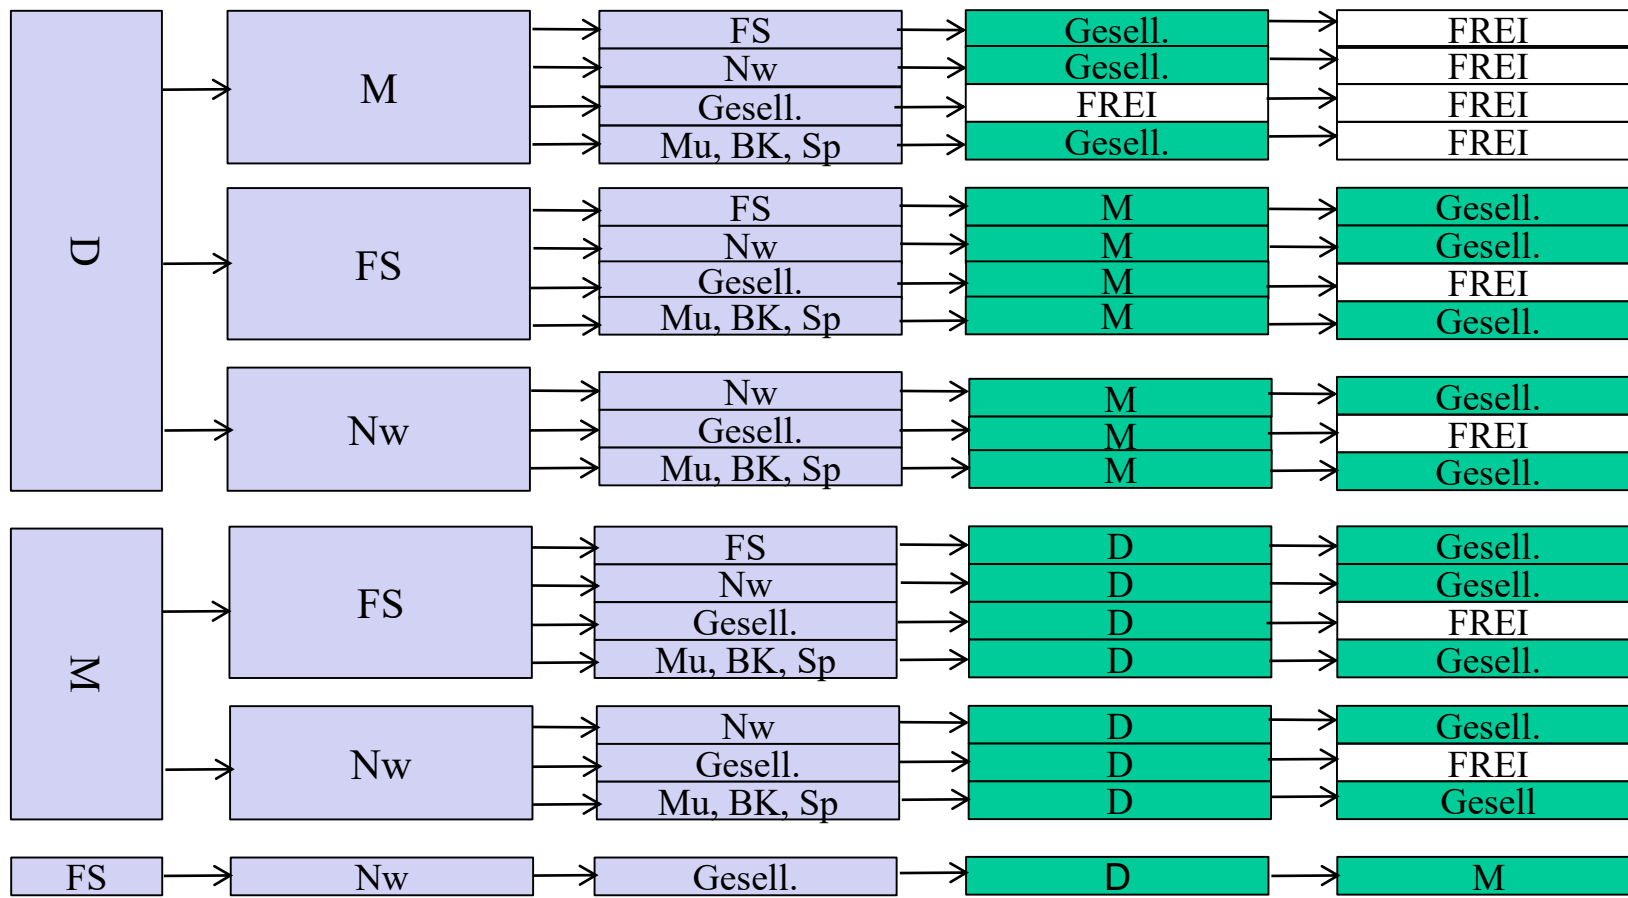 D
M
FS Gesell. FREI
Nw Gesell. FREI
Gesell. FREI FREI
Mu, BK, Sp Gesell. FREI
FS
FS M Gesell.
Nw M Gesell.
Gesell. M FREI
Mu, BK, Sp M Gesell.
Nw
Nw M Gesell.
Gesell. M FREI
Mu, BK, Sp M Gesell.
M
FS
FS D Gesell.
Nw D Gesell.
Gesell. D FREI
Mu, BK, Sp D Gesell.
Nw
Nw D Gesell.
Gesell. D FREI
Mu, BK, Sp D Gesell
FS Nw Gesell. D M